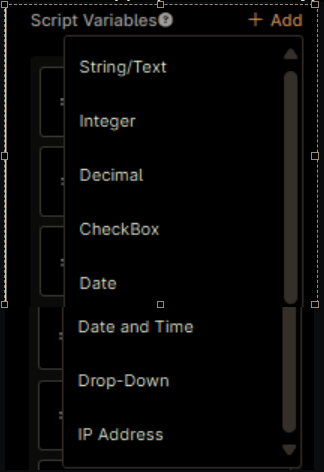 Script Variables
+ Add
String/Text
Integer
Decimal
CheckBox
Date
Date and Time
Drop-Down
IP Address